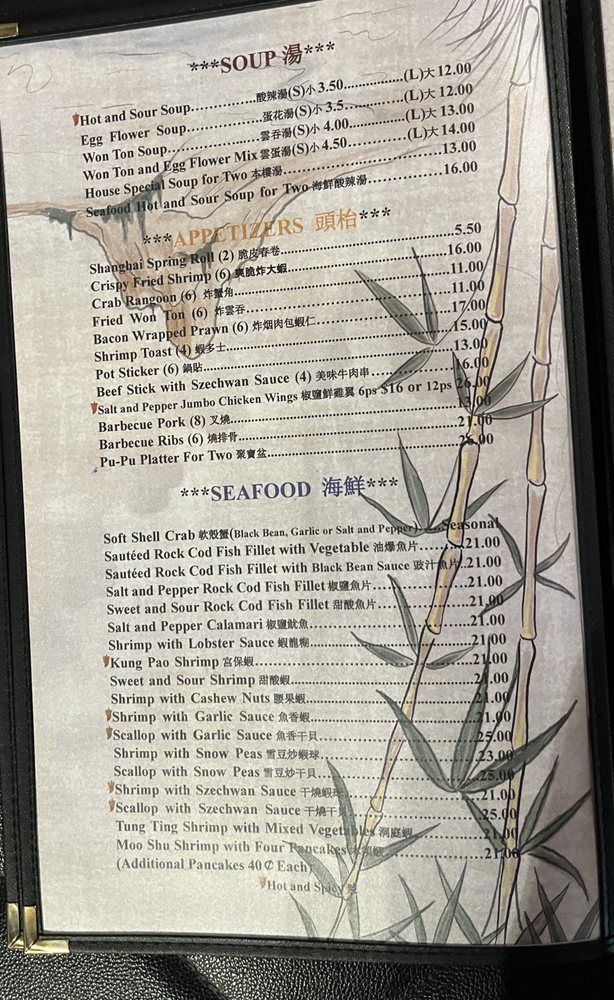 ***SOUP 湯***
Hot and Sour Soup..................酸辣湯(S)小 3.50...............(L)大 12.00
Egg Flower Soup.....................蛋花湯(S)小 3.5................(L)大 12.00
Won Ton Soup........................雲吞湯(S)小 4.00...............(L)大 13.00
Won Ton and Egg Flower Mix 雲蛋湯(S)小 4.50...............(L)大 14.00
House Special Soup for Two 本樓湯........................................13.00
Seafood Hot and Sour Soup for Two 海鮮酸辣湯......................16.00
***APPETIZERS 頭枱***
Shanghai Spring Roll (2) 脆皮春卷........................................5.50
Crispy Fried Shrimp (6) 爽脆炸大蝦......................................16.00
Crab Rangoon (6) 炸蟹角....................................................11.00
Fried Won Ton (6) 炸雲吞...................................................11.00
Bacon Wrapped Prawn (6) 炸烟肉包蝦仁................................17.00
Shrimp Toast (4) 蝦多士.....................................................15.00
Pot Sticker (6) 鍋貼............................................................13.00
Beef Stick with Szechwan Sauce (4) 美味牛肉串......................16.00
Salt and Pepper Jumbo Chicken Wings 椒鹽鮮雞翼 6ps $16 or 12ps 26.00
Barbecue Pork (8) 叉燒.......................................................13.00
Barbecue Ribs (6) 燒排骨.....................................................21.00
Pu-Pu Platter For Two 聚寶盆...............................................26.00
***SEAFOOD 海鮮***
Soft Shell Crab 軟殼蟹(Black Bean, Garlic or Salt and Pepper)......Seasonal
Sautéed Rock Cod Fish Fillet with Vegetable 油爆魚片...........21.00
Sautéed Rock Cod Fish Fillet with Black Bean Sauce 豉汁魚片..21.00
Salt and Pepper Rock Cod Fish Fillet 椒鹽魚片......................21.00
Sweet and Sour Rock Cod Fish Fillet 甜酸魚片......................21.00
Salt and Pepper Calamari 椒鹽魷魚......................................21.00
Shrimp with Lobster Sauce 蝦龍糊........................................21.00
Kung Pao Shrimp 宮保蝦.....................................................21.00
Sweet and Sour Shrimp 甜酸蝦.............................................21.00
Shrimp with Cashew Nuts 腰果蝦..........................................21.00
Shrimp with Garlic Sauce 魚香蝦..........................................21.00
Scallop with Garlic Sauce 魚香干貝.......................................25.00
Shrimp with Snow Peas 雪豆炒蝦球.......................................23.00
Scallop with Snow Peas 雪豆炒干貝.......................................25.00
Shrimp with Szechwan Sauce 干燒蝦球..................................21.00
Scallop with Szechwan Sauce 干燒干貝..................................25.00
Tung Ting Shrimp with Mixed Vegetables 洞庭蝦...................21.00
Moo Shu Shrimp with Four Pancakes 木須蝦.........................21.00
(Additional Pancakes 40 ₵ Each)
Hot and Spicy